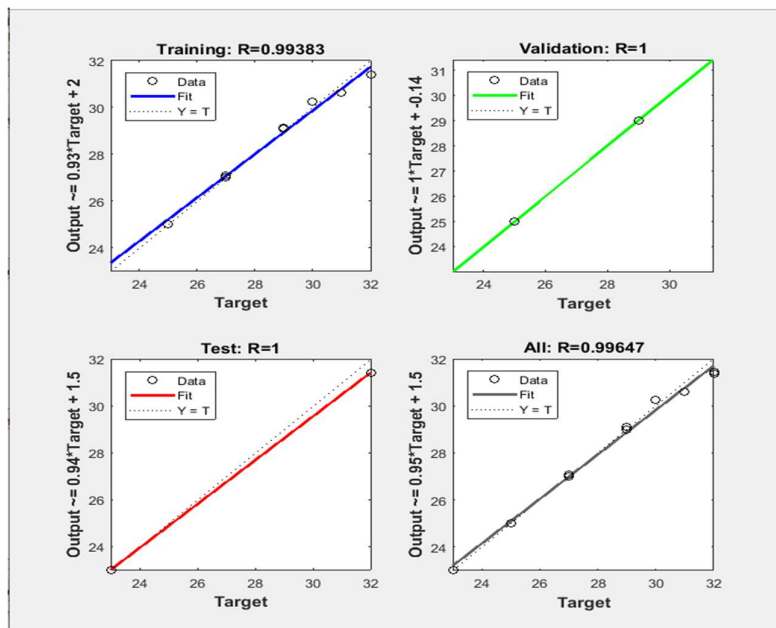 Training: R=0.99383
Output ~= 0.93*Target + 2
32
30
28
26
24
Data
Fit
Y = T
24 26 28 30 32
Target
Validation: R=1
Output ~= 1*Target + -0.14
31
30
29
28
27
26
25
24
Data
Fit
Y = T
24 26 28 30
Target
Test: R=1
Output ~= 0.94*Target + 1.5
32
30
28
26
24
Data
Fit
Y = T
24 26 28 30 32
Target
All: R=0.99647
Output ~= 0.95*Target + 1.5
32
30
28
26
24
Data
Fit
Y = T
24 26 28 30 32
Target